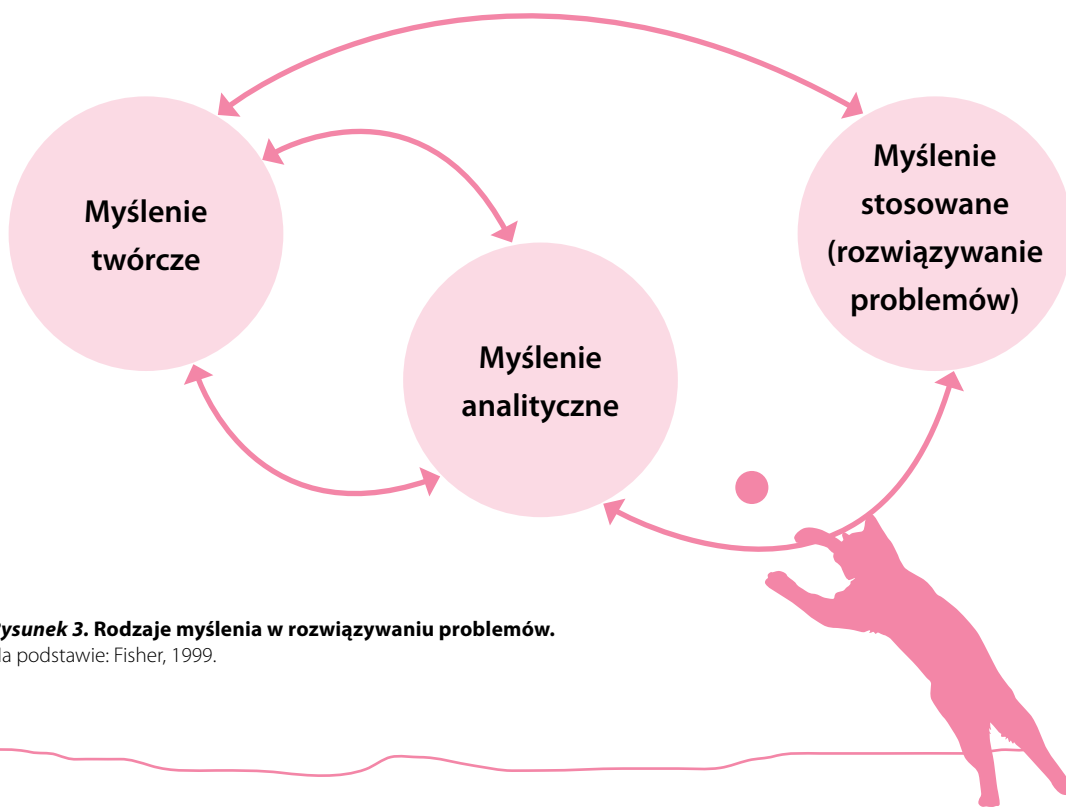 Myślenie
twórcze
Myślenie
analityczne
Myślenie
stosowane
(rozwiązywanie
problemów)
ysunek 3. Rodzaje myślenia w rozwiązywaniu problemów.
a podstawie: Fisher, 1999.